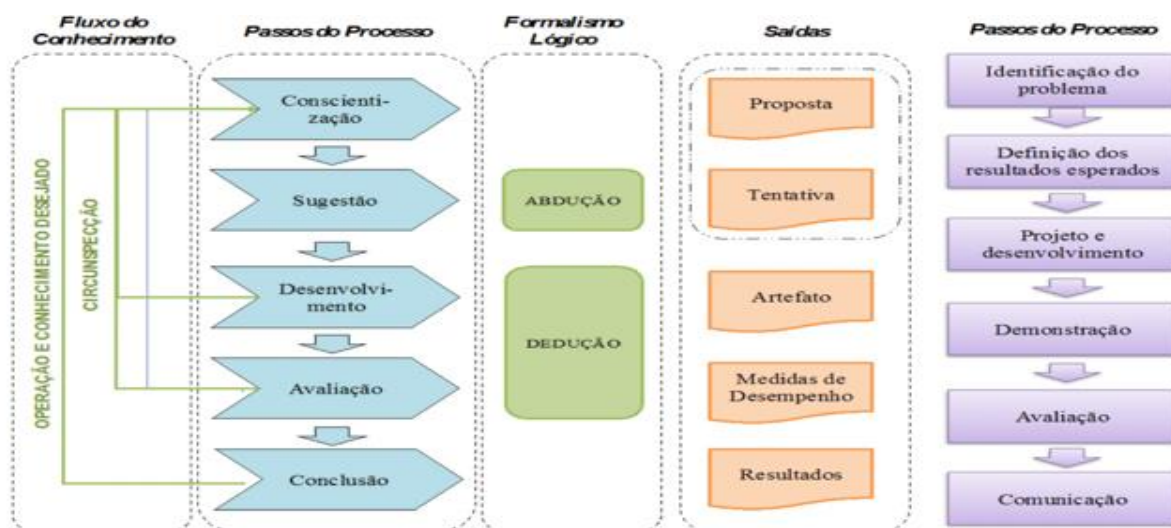 Fluxo do
Conhecimento
Passos do Processo
Formalismo
Lógico
Saídas
Passos do Processo
OPERAÇÃO E CONHECIMENTO DESEJADO
CIRCUNSPECÇÃO
Conscienti-
zação
Sugestão
Desenvolvi-
mento
Avaliação
Conclusão
ABDUÇÃO
DEDUÇÃO
Proposta
Tentativa
Artefato
Medidas de
Desempenho
Resultados
Identificação do
problema
Definição dos
resultados esperados
Projeto e
desenvolvimento
Demonstração
Avaliação
Comunicação